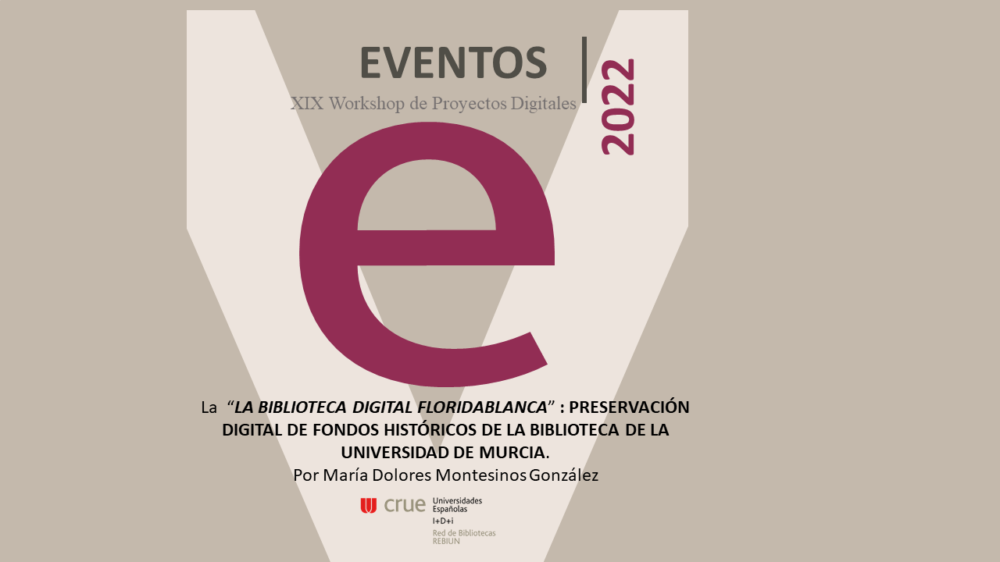 EVENTOS
2022
XIX Workshop de Proyectos Digitales
e
La “LA BIBLIOTECA DIGITAL FLORIDABLANCA” : PRESERVACIÓN
DIGITAL DE FONDOS HISTÓRICOS DE LA BIBLIOTECA DE LA
UNIVERSIDAD DE MURCIA.
Por María Dolores Montesinos González
crue
Universidades
Españolas
I+D+i
Red de Bibliotecas
REBIUN